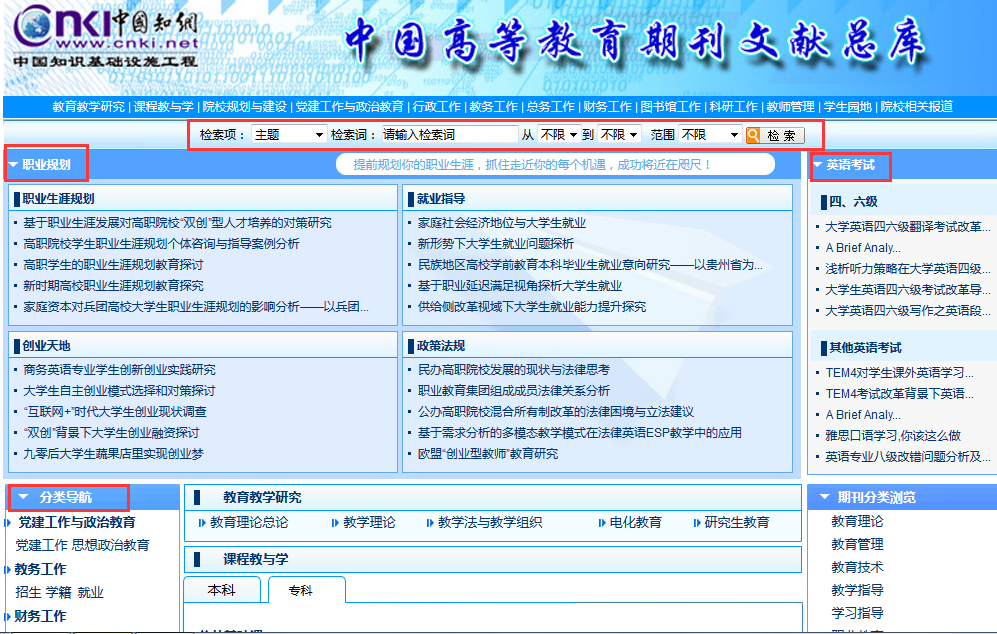 Cnki中国知网
www.cnki.net
中国知识基础设施工程
中国高等教育期刊文献总库
教育教学研究 | 课程教与学 | 院校规划与建设 | 党建工作与政治教育 | 行政工作 | 教务工作 | 总务工作 | 财务工作 | 图书馆工作 | 科研工作 | 教师管理 | 学生园地 | 院校相关报道
检索项： 主题 检索词： 请输入检索词 从 不限 到 不限 范围 不限 检 索
职业规划
提前规划你的职业生涯，抓住走近你的每个机遇，成功将近在咫尺！
职业生涯规划
基于职业生涯发展对高职院校“双创”型人才培养的对策研究
高职院校学生职业生涯规划个体咨询与指导案例分析
高职学生的职业生涯规划教育探讨
新时期高校职业生涯规划教育探究
家庭资本对兵团高校大学生职业生涯规划的影响分析——以兵团...
就业指导
家庭社会经济地位与大学生就业
新形势下大学生就业问题探析
民族地区高校学前教育本科毕业生就业意向研究——以贵州省为...
基于职业延迟满足视角探析大学生就业
供给侧改革视域下大学生就业能力提升探究
创业天地
商务英语专业学生创新创业实践研究
大学生自主创业模式选择和对策探讨
“互联网+”时代大学生创业现状调查
“双创”背景下大学生创业融资探讨
九零后大学生蔬果店里实现创业梦
政策法规
民办高职院校发展的现状与法律思考
职业教育集团组成成员法律关系分析
公办高职院校混合所有制改革的法律困境与立法建议
基于需求分析的多模态教学模式在法律英语ESP教学中的应用
欧盟“创业型教师”教育研究
英语考试
四、六级
大学英语四六级翻译考试改革...
A Brief Analy...
浅析听力策略在大学英语四级...
大学生英语四六级考试改革导...
大学英语四六级写作之英语段...
其他英语考试
TEM4对学生课外英语学习...
TEM4考试改革背景下英语...
A Brief Analy...
雅思口语学习,你该这么做
英语专业八级改错问题分析及...
分类导航
党建工作与政治教育
党建工作 思想政治教育
教务工作
招生 学籍 就业
财务工作
教育教学研究
教育理论总论 教学理论 教学法与教学组织 电化教育 研究生教育
课程教与学
本科 专科
期刊分类浏览
教育理论
教育管理
教育技术
教学指导
学习指导